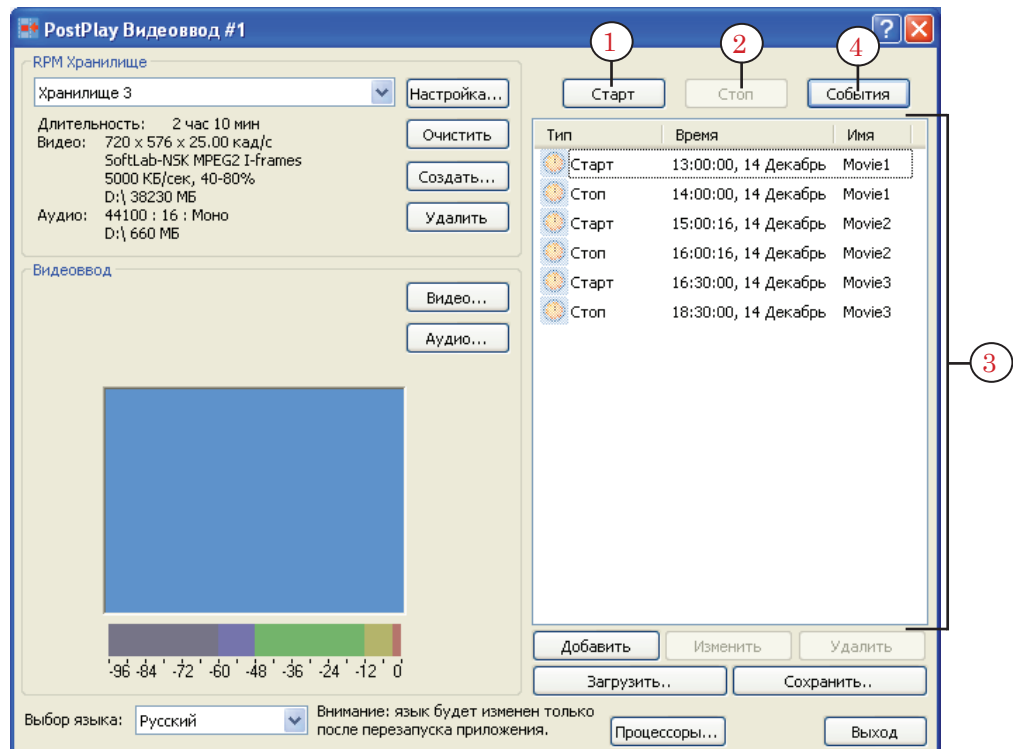 PostPlay Видеоввод #1
1
2
4
RPM Хранилище
Хранилище 3
Настройка...
Старт
Стоп
События
Длительность: 2 час 10 мин
Видео: 720 x 576 x 25.00 кад/с
SoftLab-NSK MPEG2 I-frames
5000 КБ/сек, 40-80%
D:\ 38230 МБ
Аудио: 44100 : 16 : Моно
D:\ 660 МБ
Очистить
Создать...
Удалить
Тип Время Имя
Старт 13:00:00, 14 Декабрь Movie1
Стоп 14:00:00, 14 Декабрь Movie1
Старт 15:00:16, 14 Декабрь Movie2
Стоп 16:00:16, 14 Декабрь Movie2
Старт 16:30:00, 14 Декабрь Movie3
Стоп 18:30:00, 14 Декабрь Movie3
3
Видеоввод
Видео...
Аудио...
-96 -84 -72 -60 -48 -36 -24 -12 0
Добавить
Изменить
Удалить
Загрузить..
Сохранить..
Выбор языка: Русский
Внимание: язык будет изменен только
после перезапуска приложения.
Процессоры...
Выход